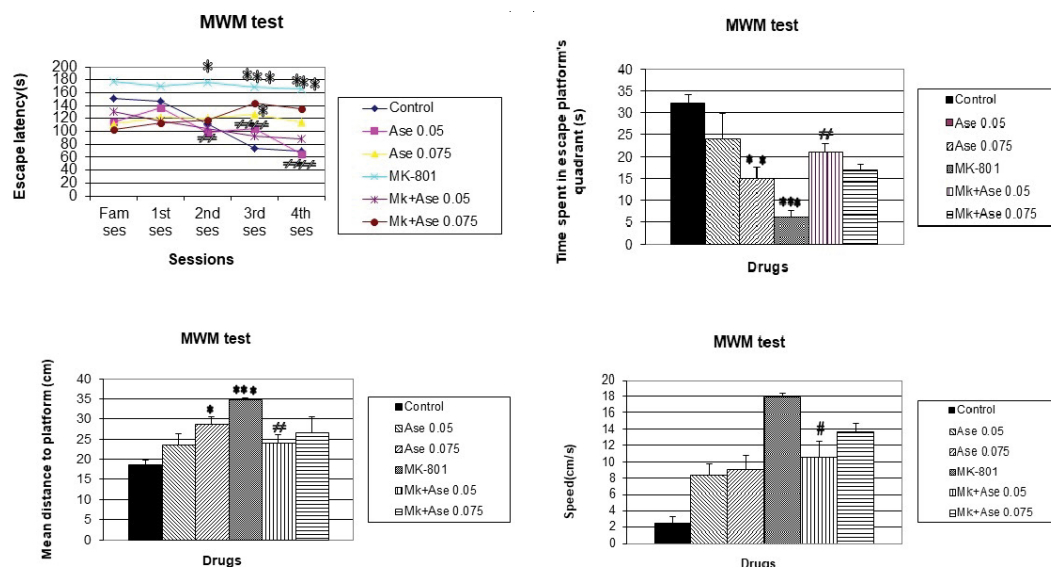 MWM test
Escape latency(s)
200
180
160
140
120
100
80
60
40
20
0
***
***
*
*
##
####
####
Fam ses
1st ses
2nd ses
3rd ses
4th ses
Sessions
Control
Ase 0.05
Ase 0.075
MK-801
Mk+Ase 0.05
Mk+Ase 0.075
MWM test
Time spent in escape platform's
quadrant (s)
40
35
30
25
20
15
10
5
0
**
***
##
Drugs
Control
Ase 0.05
Ase 0.075
MK-801
Mk+Ase 0.05
Mk+Ase 0.075
MWM test
Mean distance to platform (cm)
40
35
30
25
20
15
10
5
0
*
***
##
Drugs
Control
Ase 0.05
Ase 0.075
MK-801
Mk+Ase 0.05
Mk+Ase 0.075
MWM test
Speed(cm/s)
20
18
16
14
12
10
8
6
4
2
0
#
Drugs
Control
Ase 0.05
Ase 0.075
MK-801
Mk+Ase 0.05
Mk+Ase 0.075